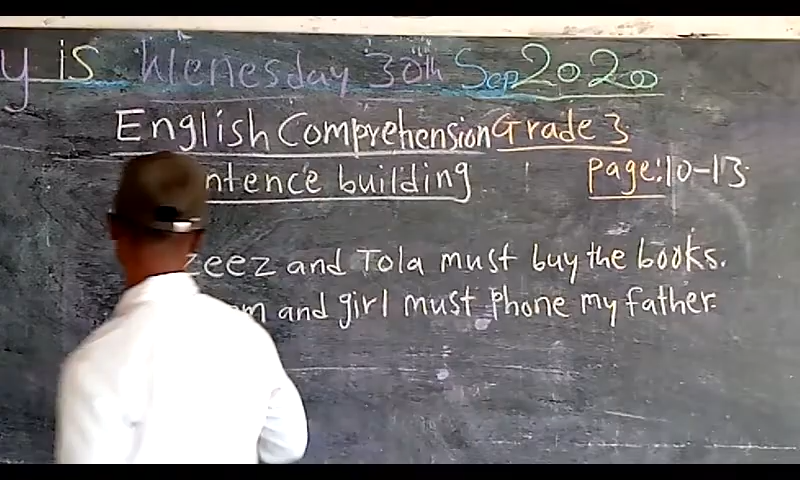 y is Wenesday 30th Sep 2020
English Comprehension Grade 3
ntence building page: 10-13
zeez and Tola must buy the books.
m and girl must phone my father.